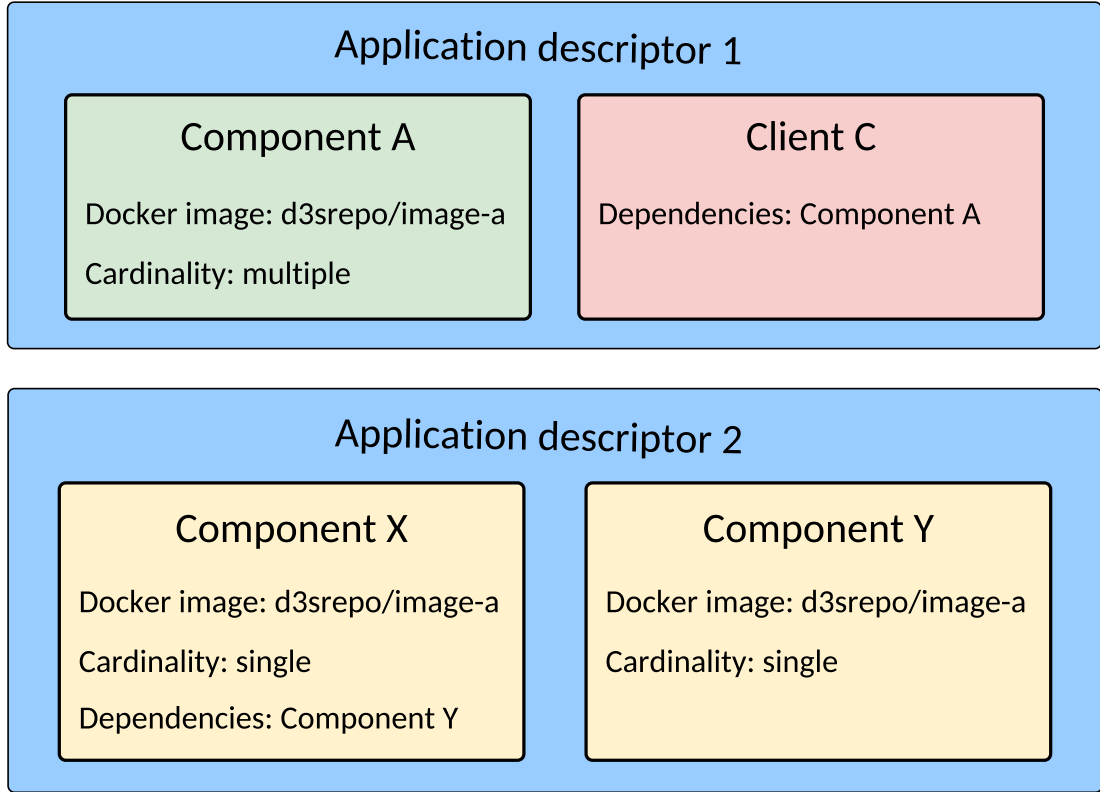 Application descriptor 1
Component A
Docker image: d3srepo/image-a
Cardinality: multiple
Client C
Dependencies: Component A
Application descriptor 2
Component X
Docker image: d3srepo/image-a
Cardinality: single
Dependencies: Component Y
Component Y
Docker image: d3srepo/image-a
Cardinality: single